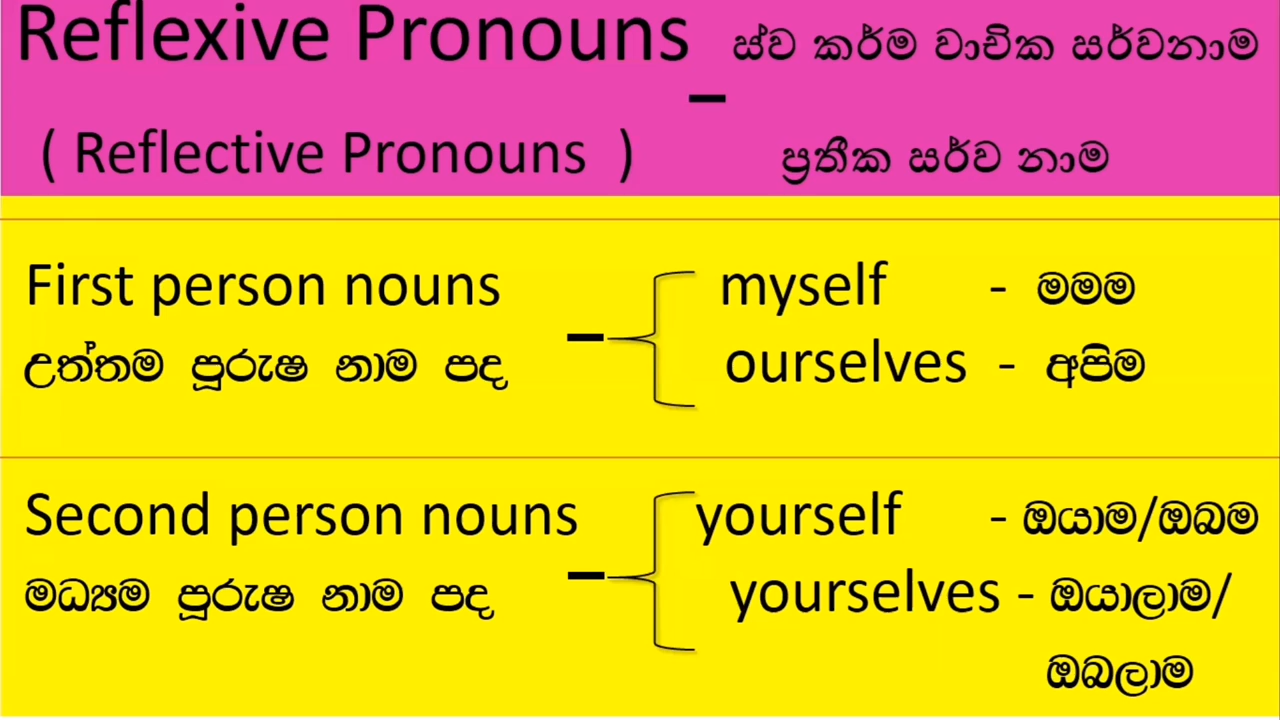 Reflexive Pronouns – ස්ව කර්ම වාචික සර්වනාම
( Reflective Pronouns ) ප්‍රතීක සර්ව නාම
First person nouns – myself - මමම
උත්තම පූරුෂ නාම පද ourselves - අපිම
Second person nouns – yourself - ඔයාම/ඔබම
මධ්‍යම පූරුෂ නාම පද yourselves - ඔයාලාම/
ඔබලාම